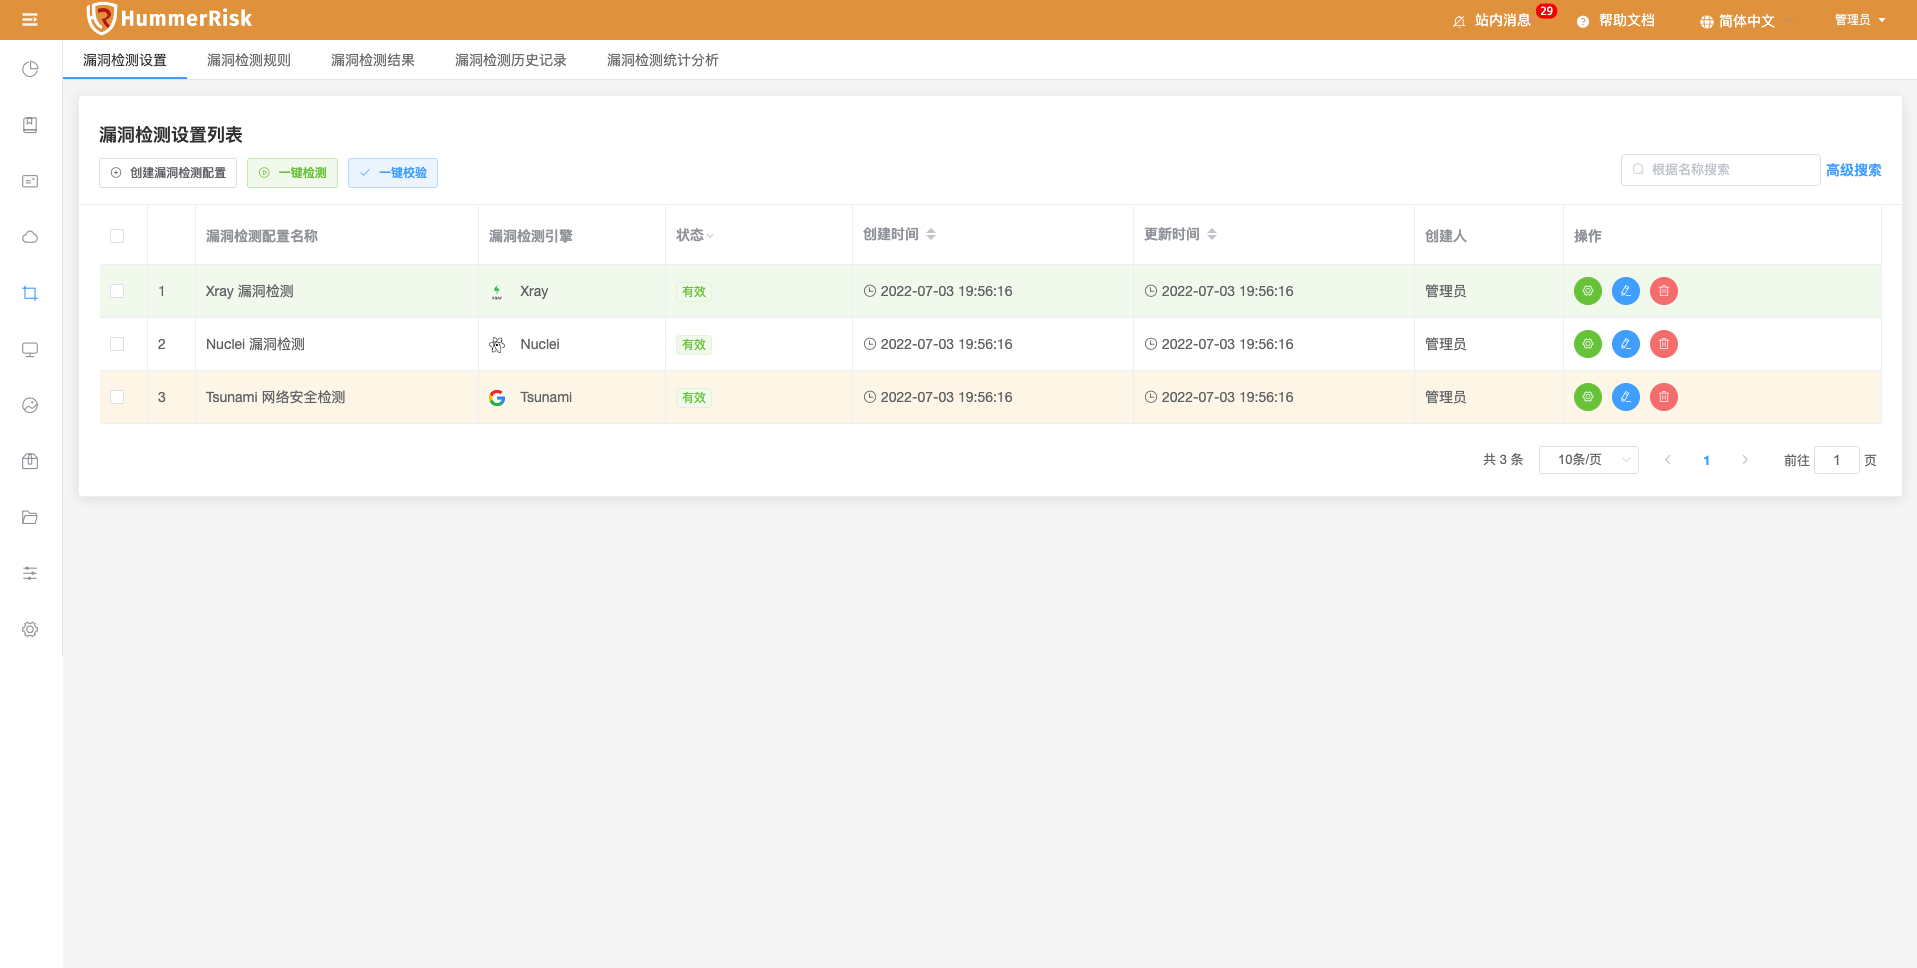 HummerRisk
站内消息 29 帮助文档 简体中文 管理员
漏洞检测设置 漏洞检测规则 漏洞检测结果 漏洞检测历史记录 漏洞检测统计分析
漏洞检测设置列表
创建漏洞检测配置 一键检测 一键校验 根据名称搜索 高级搜索
漏洞检测配置名称 漏洞检测引擎 状态 创建时间 更新时间 创建人 操作
1 Xray 漏洞检测 Xray 有效 2022-07-03 19:56:16 2022-07-03 19:56:16 管理员
2 Nuclei 漏洞检测 Nuclei 有效 2022-07-03 19:56:16 2022-07-03 19:56:16 管理员
3 Tsunami 网络安全检测 Tsunami 有效 2022-07-03 19:56:16 2022-07-03 19:56:16 管理员
共 3 条 10条/页 1 前往 1 页